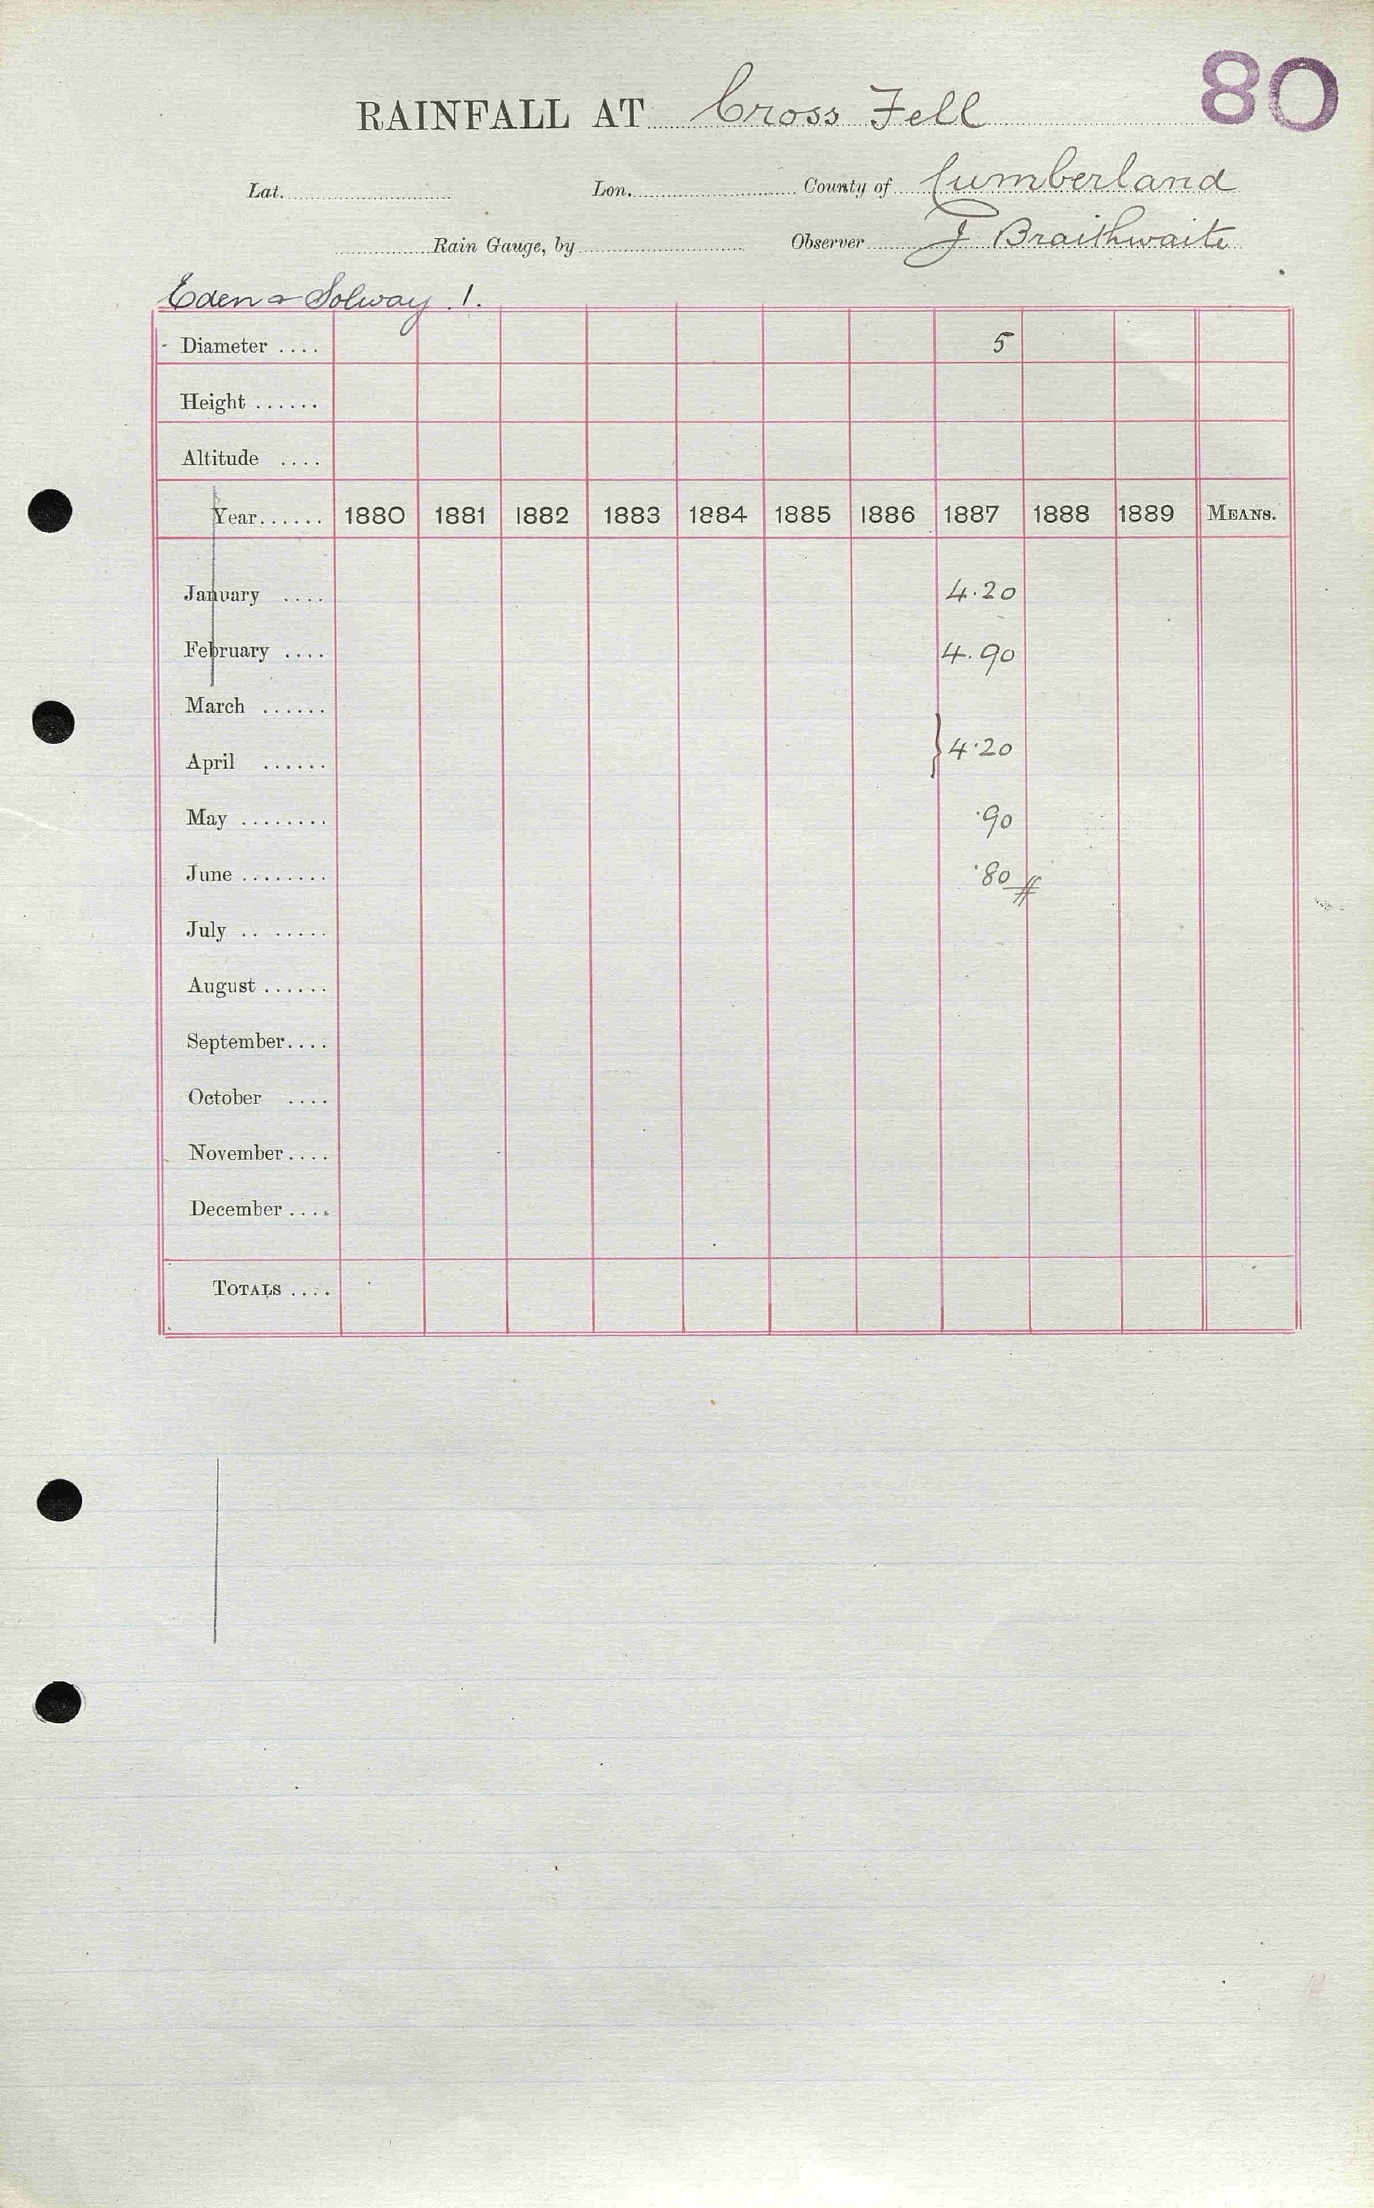 80
RAINFALL AT Cross Fell
Lat. Lon. County of Cumberland
Rain Gauge, by Observer J Braithwaite
Eden & Solway 1.
Diameter .... 5
Height ......
Altitude ....
Year...... 1880 1881 1882 1883 1884 1885 1886 1887 1888 1889 MEANS.
January .... 4.20
February .... 4.90
March ......
April ...... } 4.20
May ........ .90
June ........ .80
July .. ......
August ......
September....
October ....
November ....
December ....
TOTALS ....